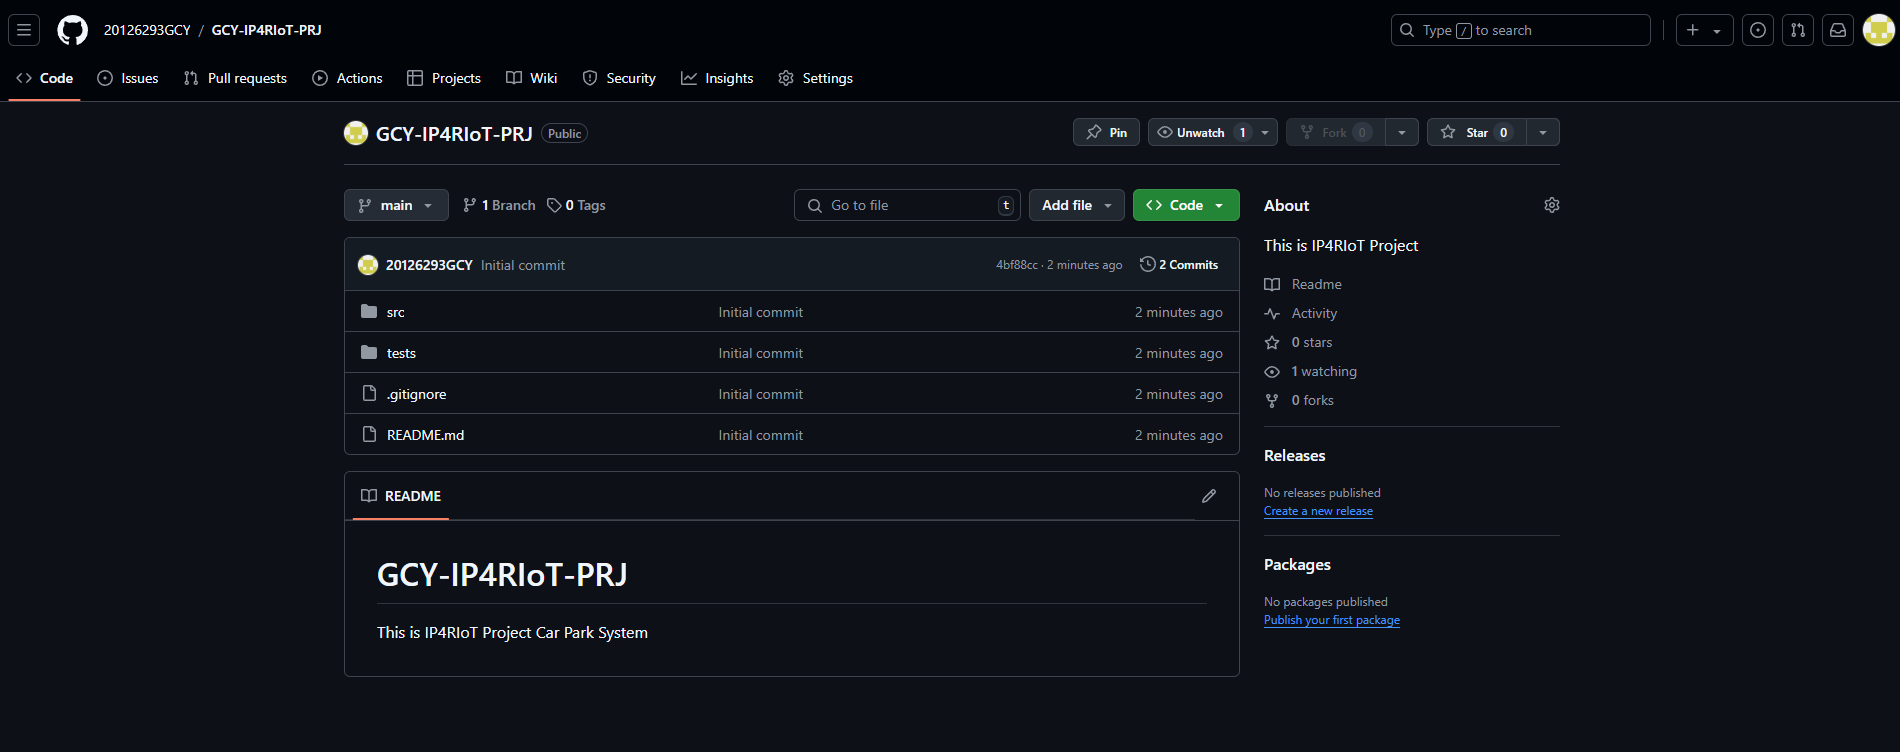 20126293GCY / GCY-IP4RIoT-PRJ
Type / to search
Code Issues Pull requests Actions Projects Wiki Security Insights Settings
GCY-IP4RIoT-PRJ Public
Pin Unwatch 1 Fork 0 Star 0
main 1 Branch 0 Tags Go to file t Add file Code
20126293GCY Initial commit 4bf88cc · 2 minutes ago 2 Commits
src Initial commit 2 minutes ago
tests Initial commit 2 minutes ago
.gitignore Initial commit 2 minutes ago
README.md Initial commit 2 minutes ago
README
GCY-IP4RIoT-PRJ
This is IP4RIoT Project Car Park System
About
This is IP4RIoT Project
Readme
Activity
0 stars
1 watching
0 forks
Releases
No releases published
Create a new release
Packages
No packages published
Publish your first package